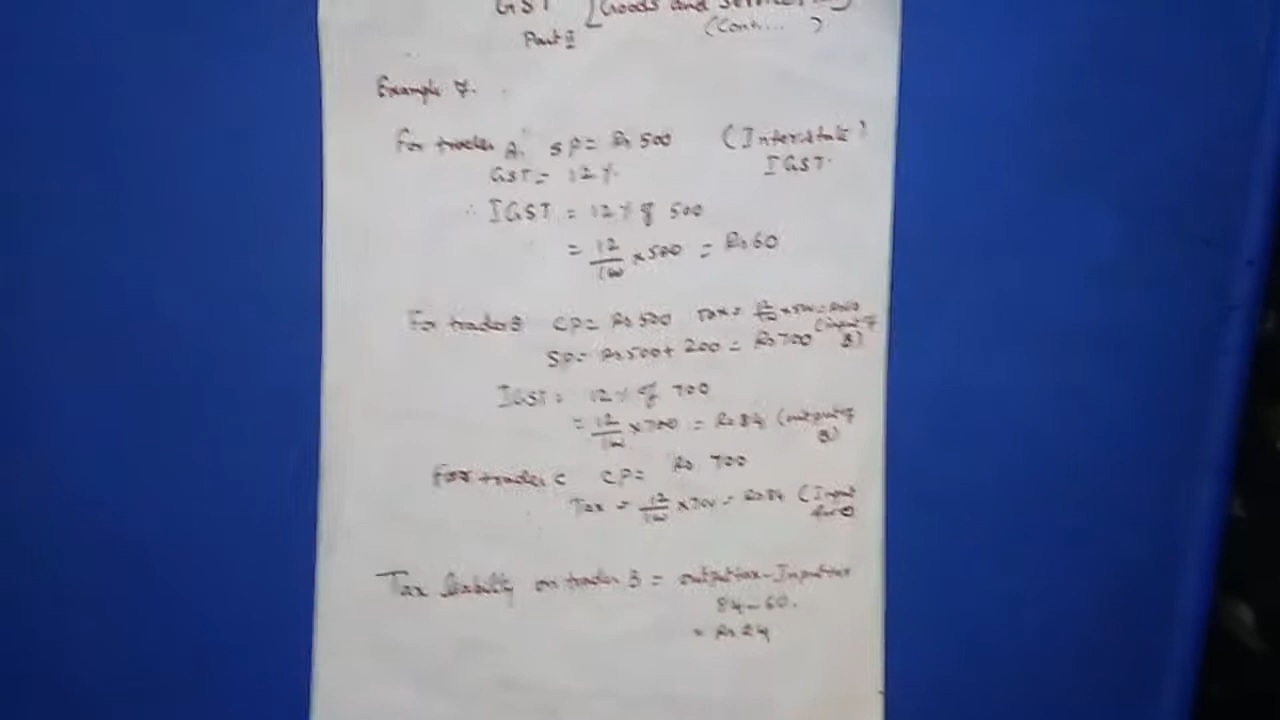 GST [Goods and Services
Part II (Cont... )
Example 7.
For trader A. SP = Rs 500 (Interstate)
GST = 12% IGST.
∴ IGST = 12% of 500
= 12/100 × 500 = Rs 60
For trader B CP = Rs 500 Tax = 12/100 × 500 = Rs 60
(input of B)
SP = Rs 500 + 200 = Rs 700
IGST = 12% of 700
= 12/100 × 700 = Rs 84 (output of B)
For trader C CP = Rs 700
Tax = 12/100 × 700 = Rs 84 (Input for C)
Tax liability on trader B = output tax - Input tax
84 - 60.
= Rs 24